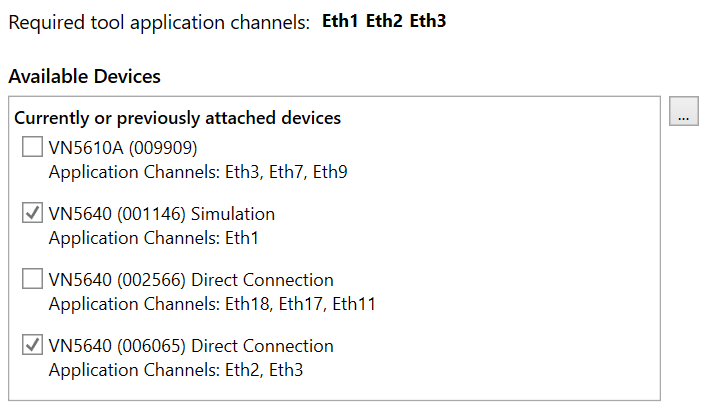 Required tool application channels: Eth1 Eth2 Eth3
Available Devices
Currently or previously attached devices
...
VN5610A (009909)
Application Channels: Eth3, Eth7, Eth9
VN5640 (001146) Simulation
Application Channels: Eth1
VN5640 (002566) Direct Connection
Application Channels: Eth18, Eth17, Eth11
VN5640 (006065) Direct Connection
Application Channels: Eth2, Eth3